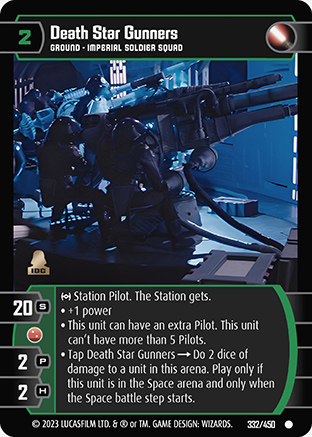 2 Death Star Gunners
GROUND - IMPERIAL SOLDIER SQUAD
IDC
20 S
2 P
2 H
Station Pilot. The Station gets.
• +1 power
• This unit can have an extra Pilot. This unit
can't have more than 5 Pilots.
• Tap Death Star Gunners → Do 2 dice of
damage to a unit in this arena. Play only if
this unit is in the Space arena and only when
the Space battle step starts.
© 2023 LUCASFILM LTD. & ® OR TM. GAME DESIGN: WIZARDS. 332/450